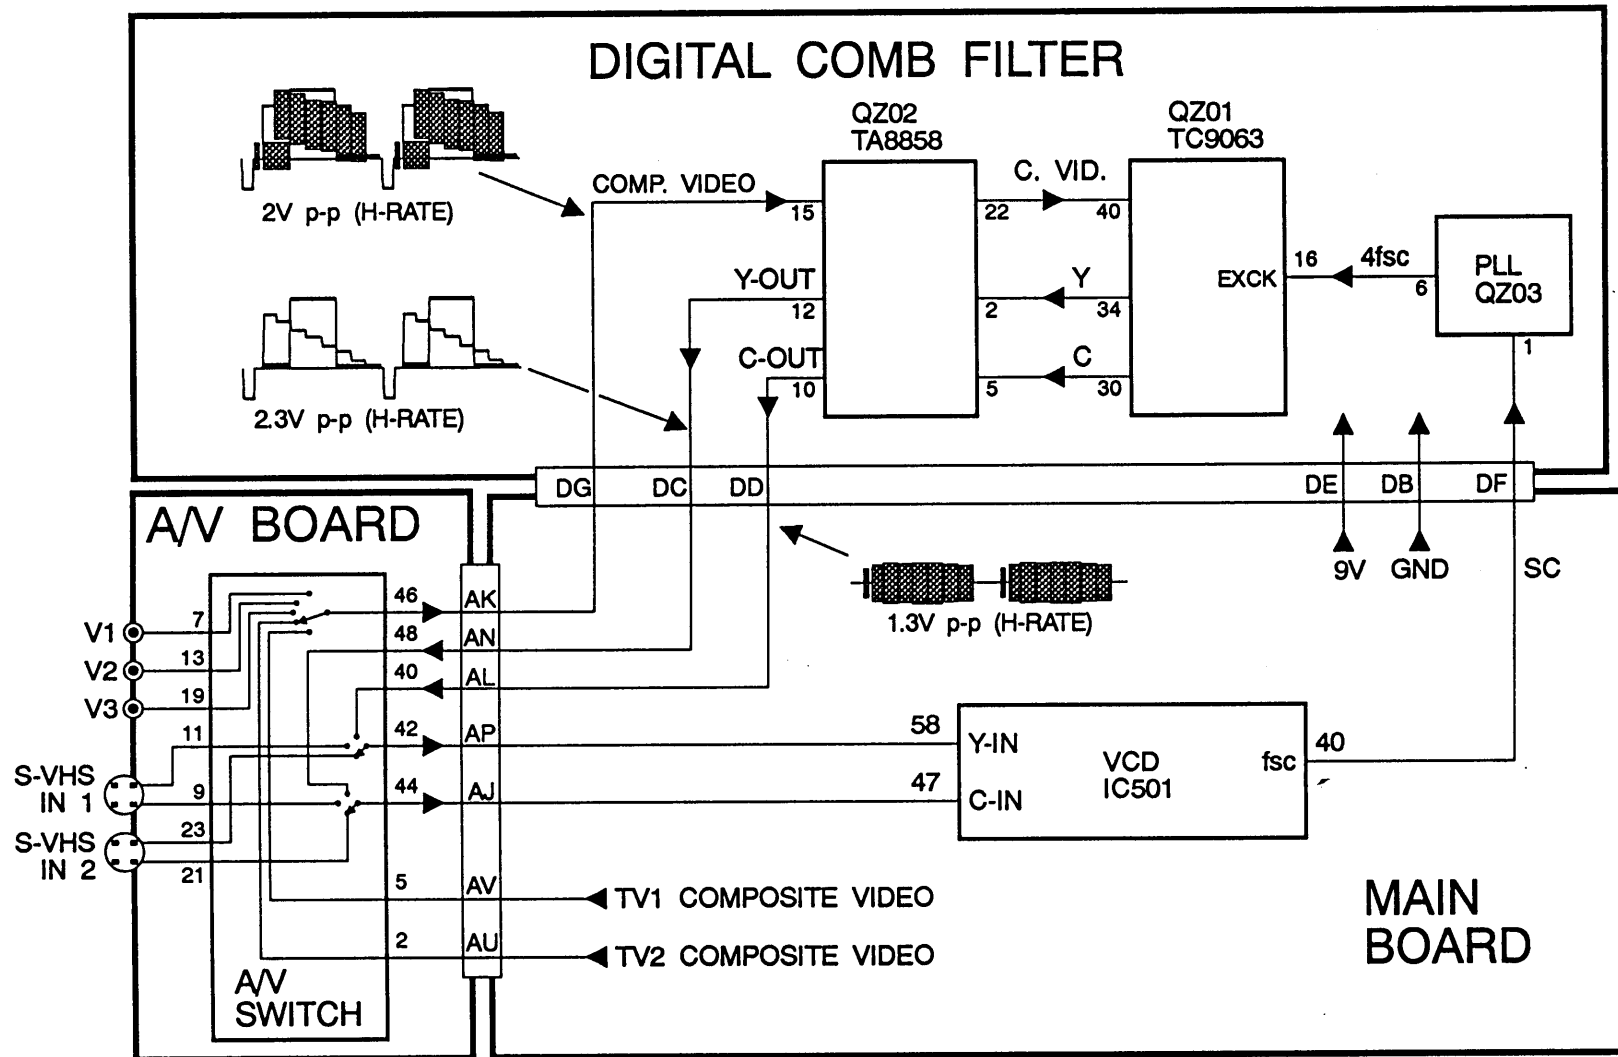 DIGITAL COMB FILTER
QZ02
TA8858
QZ01
TC9063
2V p-p (H-RATE)
COMP. VIDEO
15
22
C. VID.
40
Y-OUT
12
2
Y
34
EXCK
16
4fsc
6
PLL
QZ03
1
C-OUT
10
5
C
30
2.3V p-p (H-RATE)
DG
DC
DD
DE
DB
DF
9V
GND
SC
1.3V p-p (H-RATE)
A/V BOARD
V1
7
V2
13
V3
19
11
S-VHS
IN 1
9
S-VHS
IN 2
23
21
46
AK
48
AN
40
AL
42
AP
44
AJ
5
AV
TV1 COMPOSITE VIDEO
2
AU
TV2 COMPOSITE VIDEO
A/V
SWITCH
58
Y-IN
47
C-IN
VCD
IC501
fsc
40
MAIN
BOARD